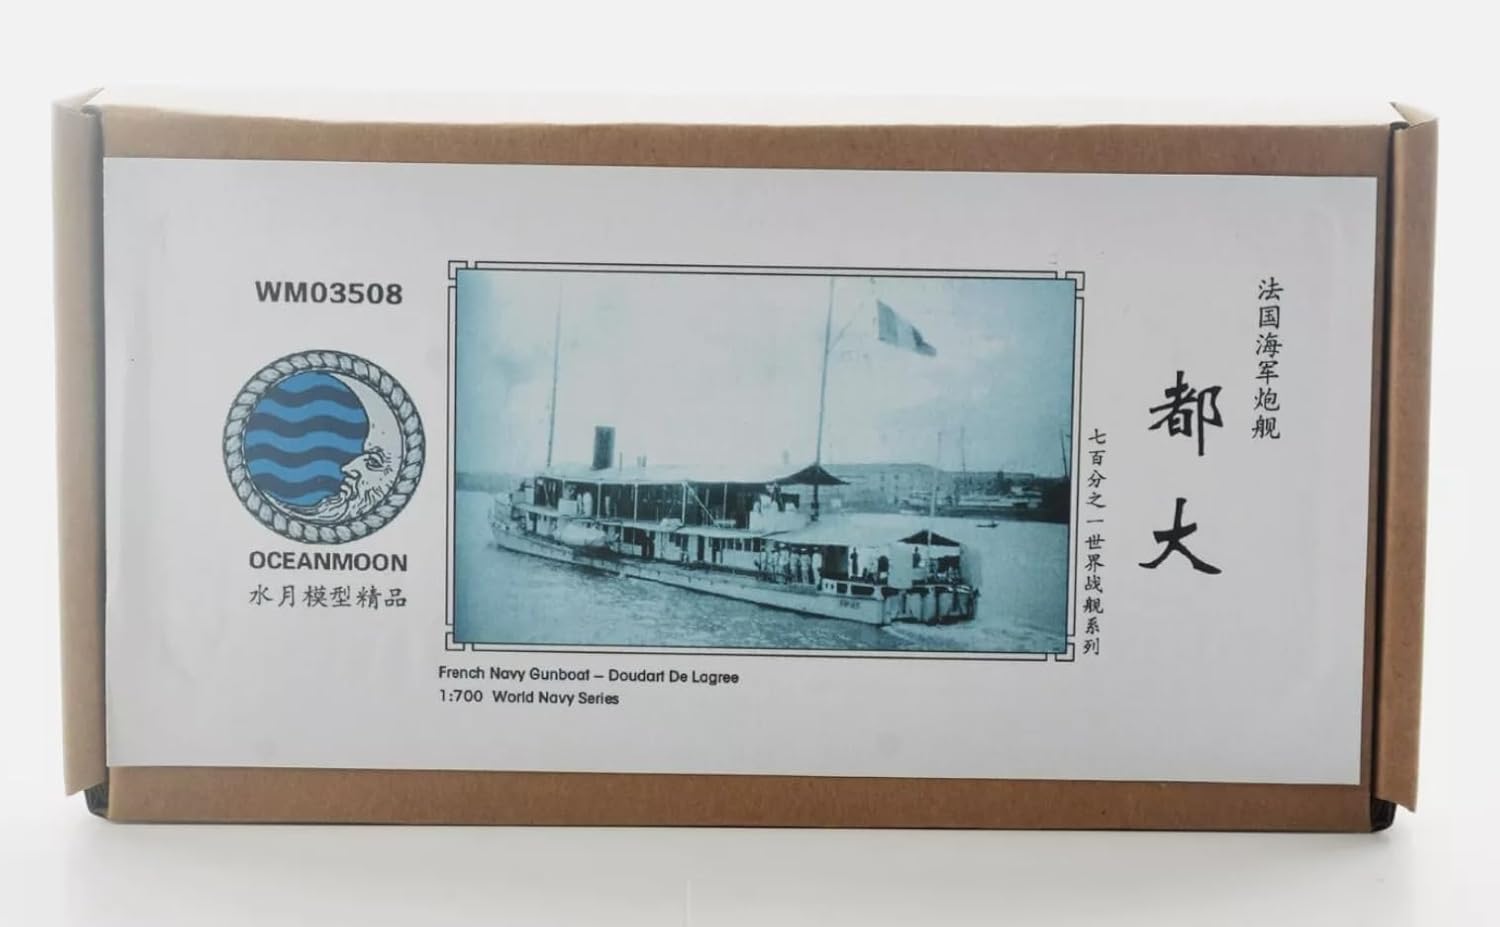 WM03508
OCEANMOON
水月模型精品
French Navy Gunboat – Doudart De Lagree
1:700 World Navy Series
七百分之一世界战舰系列
都大
法国海军炮舰